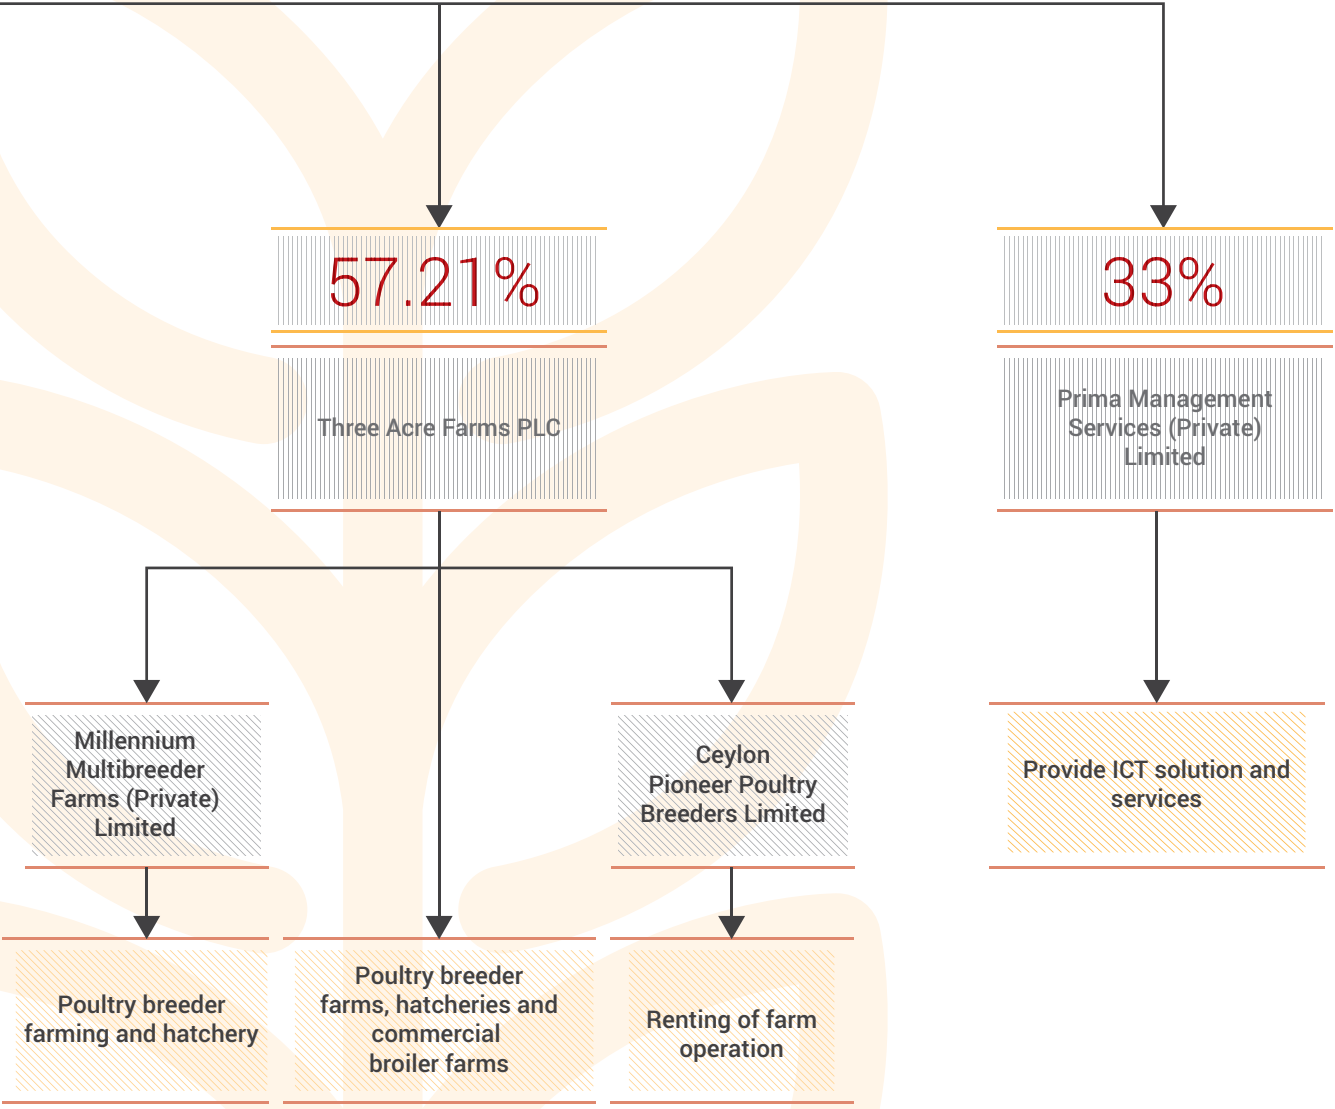 57.21%
33%
Three Acre Farms PLC
Prima Management
Services (Private)
Limited
Millennium
Multibreeder
Farms (Private)
Limited
Ceylon
Pioneer Poultry
Breeders Limited
Provide ICT solution and
services
Poultry breeder
farming and hatchery
Poultry breeder
farms, hatcheries and
commercial
broiler farms
Renting of farm
operation